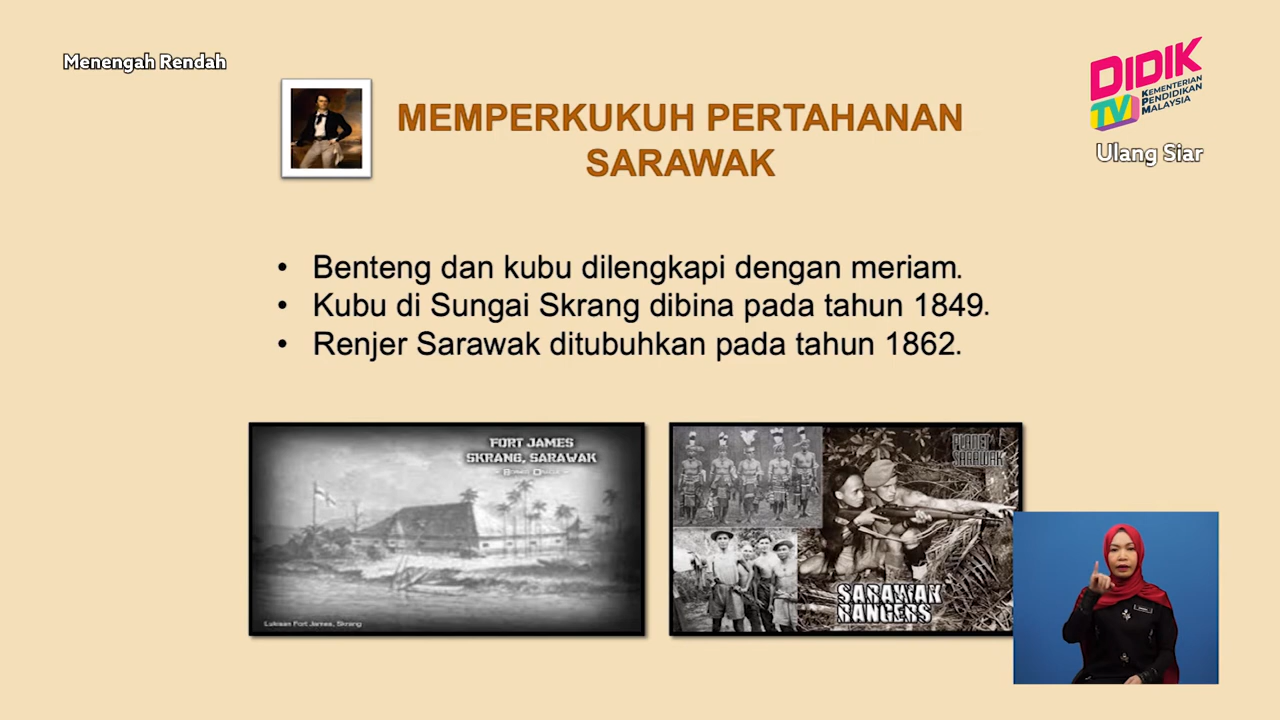 Menengah Rendah
DIDIK
TV
KEMENTERIAN
PENDIDIKAN
MALAYSIA
Ulang Siar
MEMPERKUKUH PERTAHANAN
SARAWAK
• Benteng dan kubu dilengkapi dengan meriam.
• Kubu di Sungai Skrang dibina pada tahun 1849.
• Renjer Sarawak ditubuhkan pada tahun 1862.
FORT JAMES
SKRANG, SARAWAK
Lukisan Fort James, Skrang
PLANET
SARAWAK
SARAWAK
RANGERS